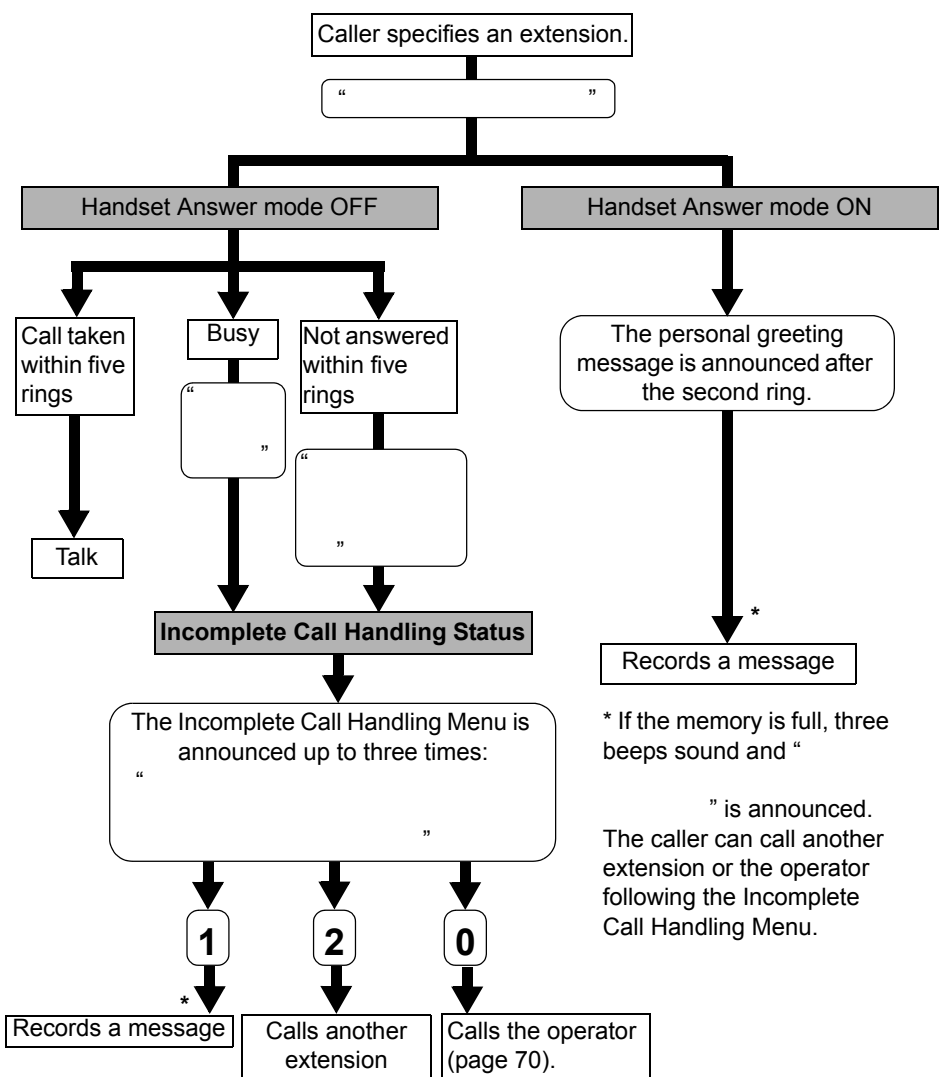 Caller specifies an extension.
“ ”
Handset Answer mode OFF
Handset Answer mode ON
Call taken
within five
rings
Busy
Not answered
within five
rings
The personal greeting
message is announced after
the second ring.
“
”
“
”
Talk
Incomplete Call Handling Status
*
Records a message
The Incomplete Call Handling Menu is
announced up to three times:
“
”
* If the memory is full, three
beeps sound and “
” is announced.
The caller can call another
extension or the operator
following the Incomplete
Call Handling Menu.
1
2
0
*
Records a message
Calls another
extension
Calls the operator
(page 70).